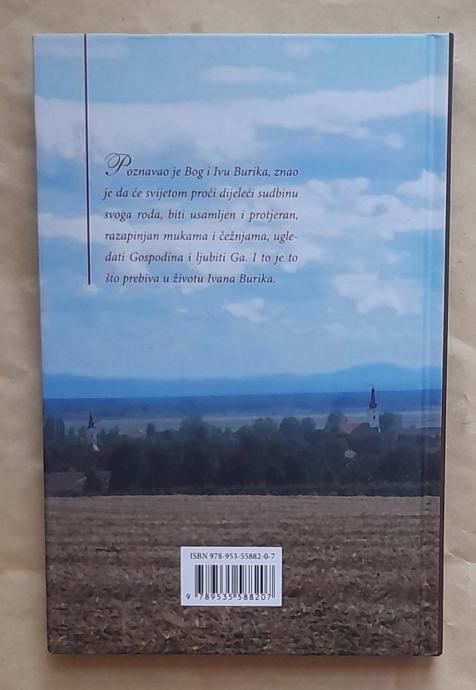 Poznavao je Bog i Ivu Burika, znao
je da će svijetom proći dijeleći sudbinu
svoga roda, biti usamljen i protjeran,
razapinjan mukama i čežnjama, ugle-
dati Gospodina i ljubiti Ga. I to je to
što prebiva u životu Ivana Burika.
ISBN 978-953-55882-0-7
9 789535 588207